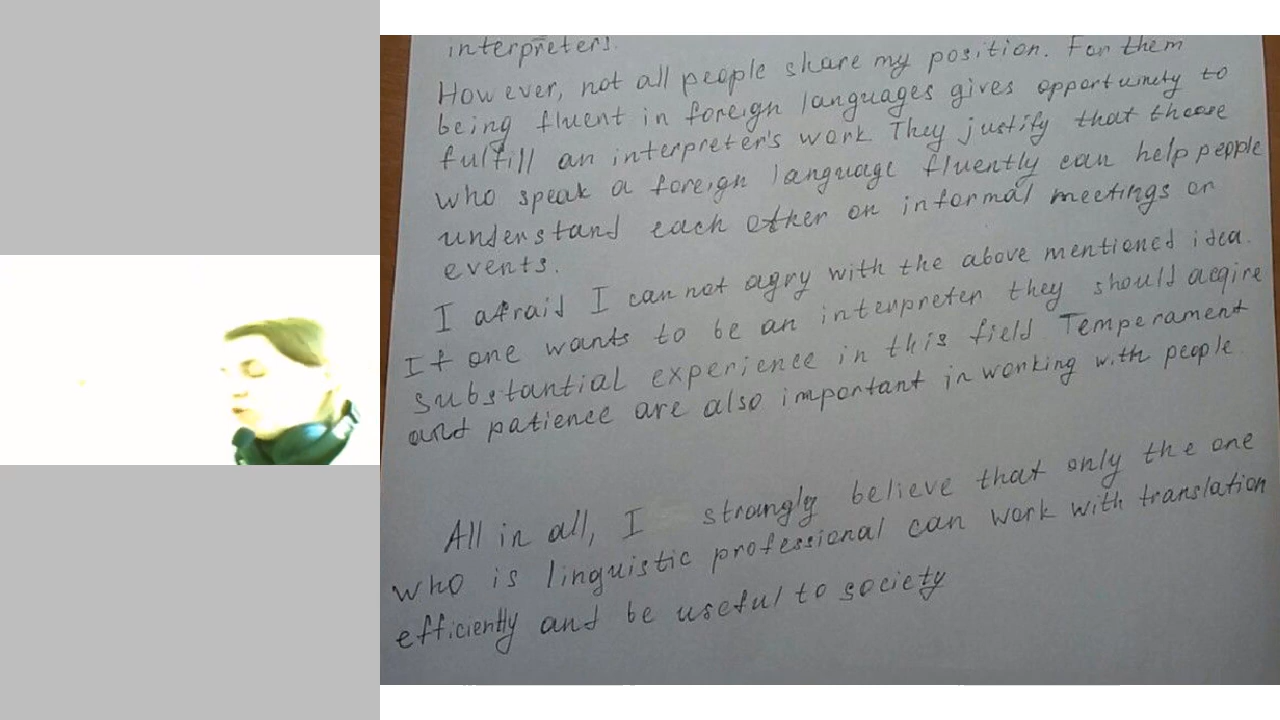 interpreters.
However, not all people share my position. For them
being fluent in foreign languages gives opportunity to
fulfill an interpreter's work They justify that those
who speak a foreign language fluently can help people
understand each other on informal meetings or
events.
I afraid I can not agry with the above mentioned idea.
If one wants to be an interpreter they should acqire
substantial experience in this field Temperament
and patience are also important in working with people
All in all, I strongly believe that only the one
who is linguistic professional can work with translation
efficiently and be useful to society